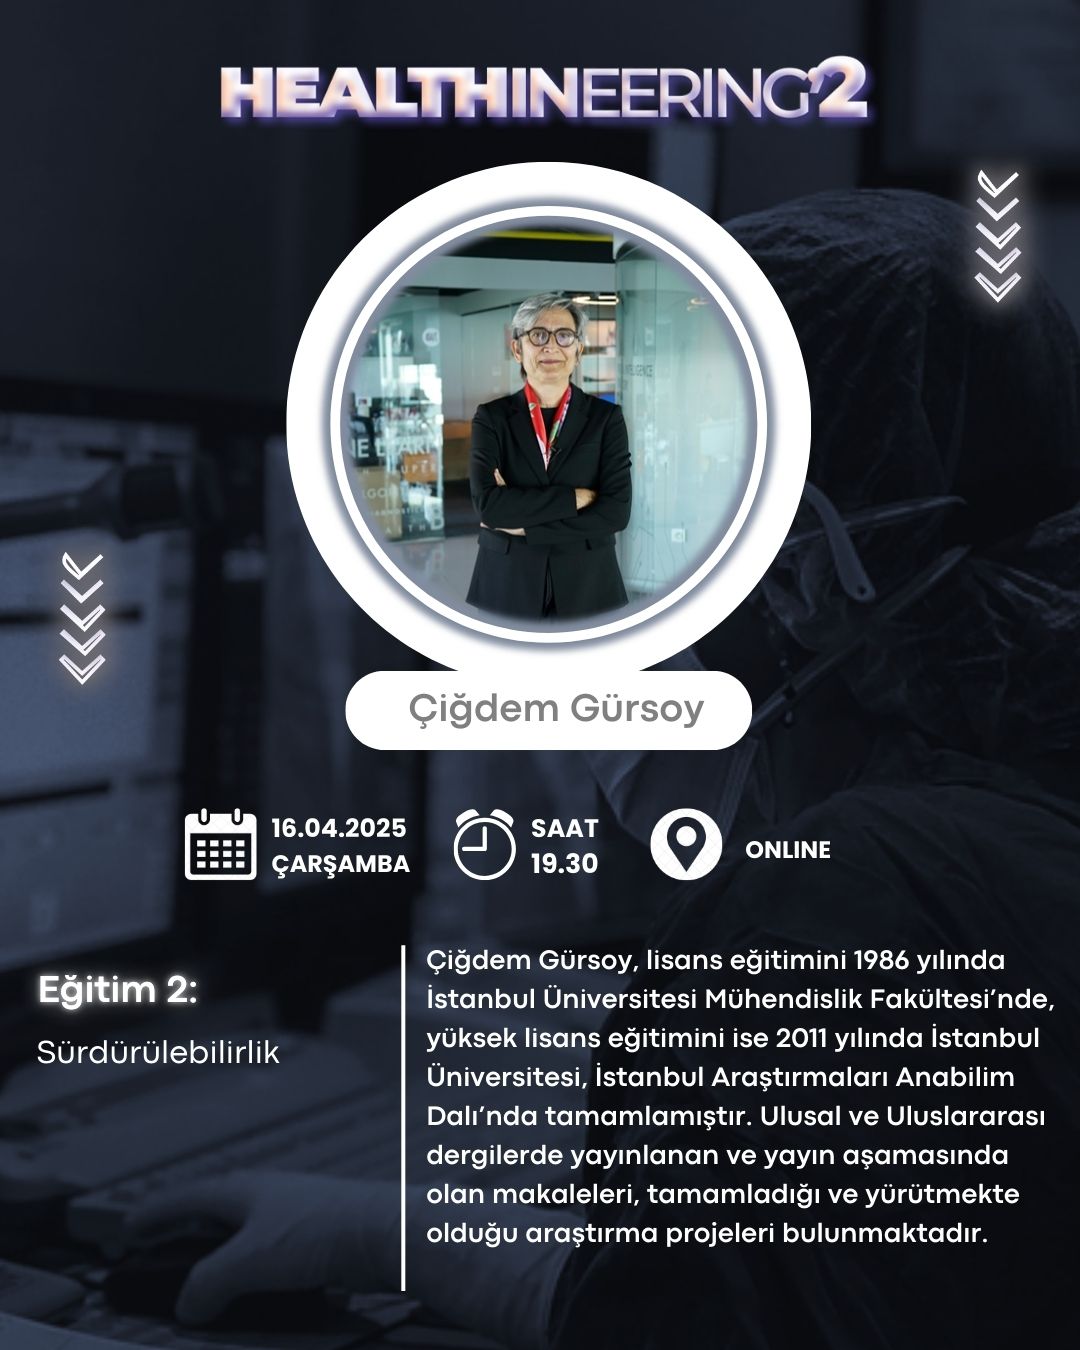 HEALTHINEERING'2
Çiğdem Gürsoy
16.04.2025
ÇARŞAMBA
SAAT
19.30
ONLINE
Eğitim 2:
Sürdürülebilirlik
Çiğdem Gürsoy, lisans eğitimini 1986 yılında
İstanbul Üniversitesi Mühendislik Fakültesi’nde,
yüksek lisans eğitimini ise 2011 yılında İstanbul
Üniversitesi, İstanbul Araştırmaları Anabilim
Dalı’nda tamamlamıştır. Ulusal ve Uluslararası
dergilerde yayınlanan ve yayın aşamasında
olan makaleleri, tamamladığı ve yürütmekte
olduğu araştırma projeleri bulunmaktadır.